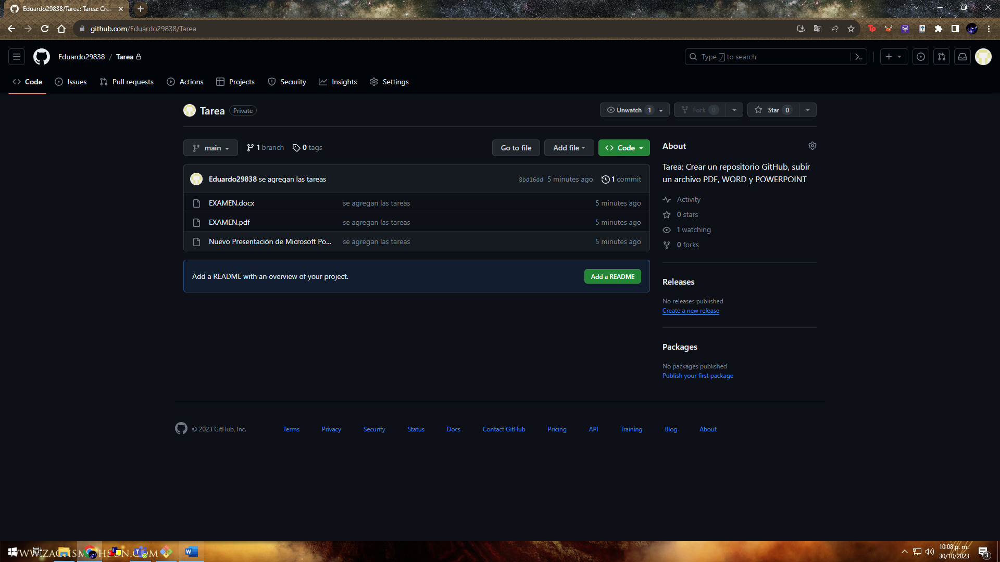 Eduardo29838/Tarea: Tarea: Cre
github.com/Eduardo29838/Tarea
Eduardo29838 / Tarea
Type / to search
Code Issues Pull requests Actions Projects Security Insights Settings
Tarea Private
Unwatch 1 Fork 0 Star 0
main 1 branch 0 tags Go to file Add file Code
Eduardo29838 se agregan las tareas 8bd16dd 5 minutes ago 1 commit
EXAMEN.docx se agregan las tareas 5 minutes ago
EXAMEN.pdf se agregan las tareas 5 minutes ago
Nuevo Presentación de Microsoft Po... se agregan las tareas 5 minutes ago
Add a README with an overview of your project. Add a README
About
Tarea: Crear un repositorio GitHub, subir
un archivo PDF, WORD y POWERPOINT
Activity
0 stars
1 watching
0 forks
Releases
No releases published
Create a new release
Packages
No packages published
Publish your first package
© 2023 GitHub, Inc. Terms Privacy Security Status Docs Contact GitHub Pricing API Training Blog About
10:08 p. m.
30/10/2023
3